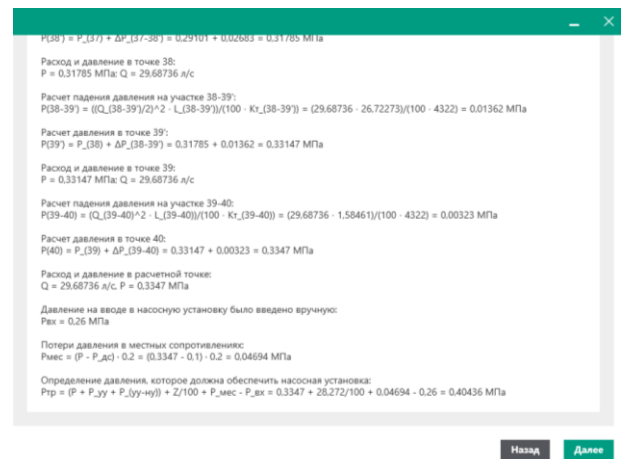 P(38') = P_(37) + ΔP_(37-38') = 0,29101 + 0,02683 = 0,31785 МПа
Расход и давление в точке 38:
P = 0,31785 МПа; Q = 29,68736 л/с
Расчет падения давления на участке 38-39':
P(38-39') = ((Q_(38-39')/2)^2 · L_(38-39'))/(100 · Kт_(38-39')) = (29,68736 · 26,72273)/(100 · 4322) = 0,01362 МПа
Расчет давления в точке 39':
P(39') = P_(38) + ΔP_(38-39') = 0,31785 + 0,01362 = 0,33147 МПа
Расход и давление в точке 39:
P = 0,33147 МПа; Q = 29,68736 л/с
Расчет падения давления на участке 39-40:
P(39-40) = (Q_(39-40)^2 · L_(39-40))/(100 · Kт_(39-40)) = (29,68736 · 1,58461)/(100 · 4322) = 0,00323 МПа
Расчет давления в точке 40:
P(40) = P_(39) + ΔP_(39-40) = 0,33147 + 0,00323 = 0,3347 МПа
Расход и давление в расчетной точке:
Q = 29,68736 л/с, P = 0,3347 МПа
Давление на вводе в насосную установку было введено вручную:
Pвх = 0,26 МПа
Потери давления в местных сопротивлениях:
Pмес = (P - P_дс) · 0.2 = (0,3347 - 0,1) · 0.2 = 0,04694 МПа
Определение давления, которое должна обеспечить насосная установка:
Pтр = (P + P_уу + P_(уу-ну)) + Z/100 + P_мес - P_вх = 0,3347 + 28,272/100 + 0,04694 - 0,26 = 0,40436 МПа
Назад Далее